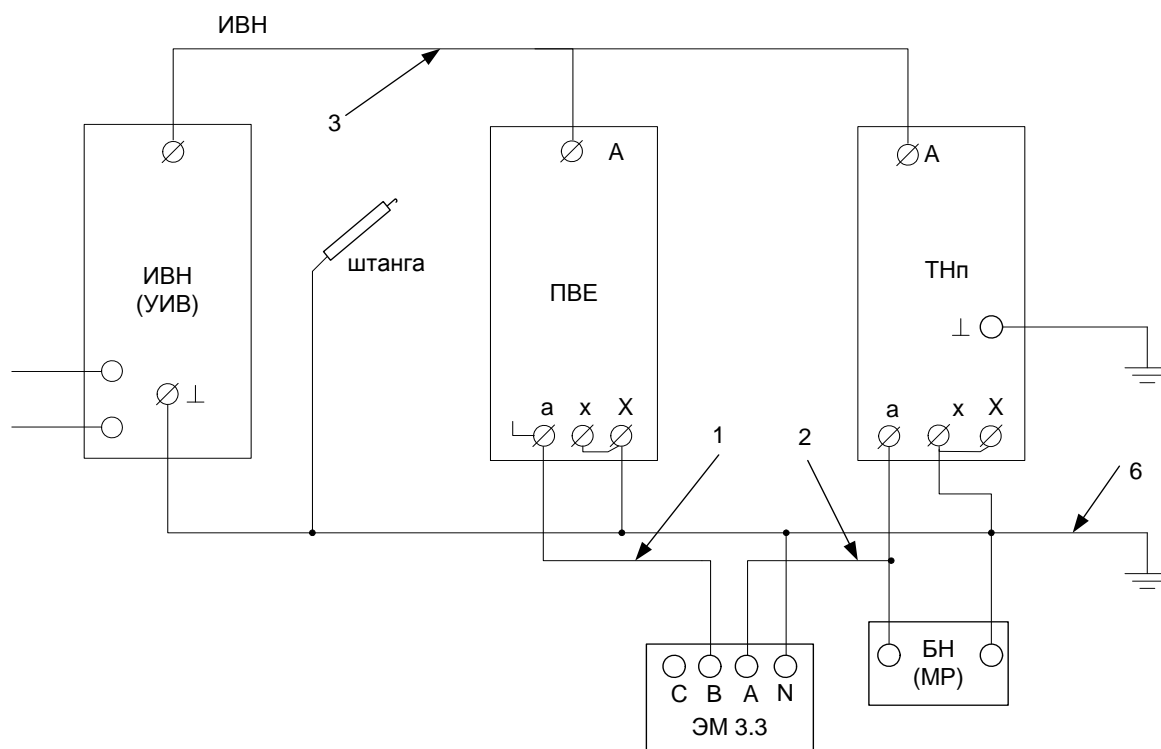 ИВН
3
А
А
штанга
ИВН
(УИВ)
ПВЕ
ТНп
⊥
⊥
а х Х
а х Х
1
2
6
С В А N
ЭМ 3.3
БН
(МР)